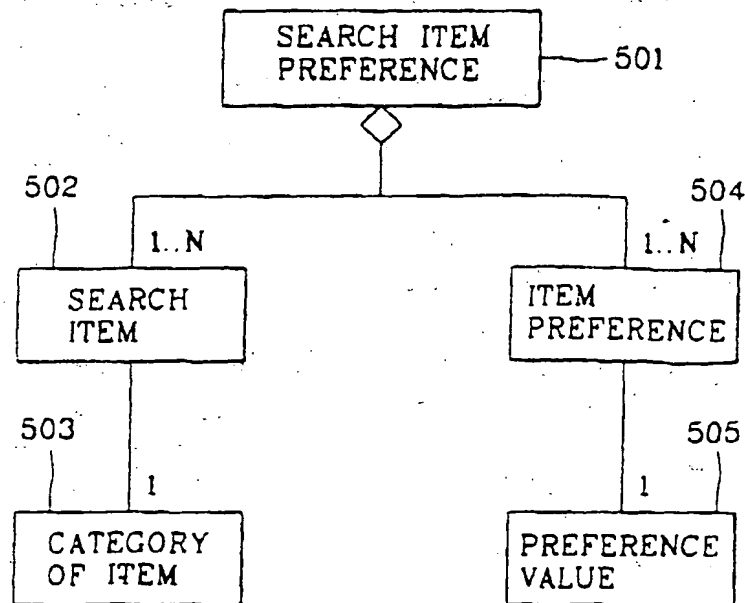 SEARCH ITEM
PREFERENCE
501
502
504
1..N
1..N
SEARCH
ITEM
ITEM
PREFERENCE
503
505
1
1
CATEGORY
OF ITEM
PREFERENCE
VALUE